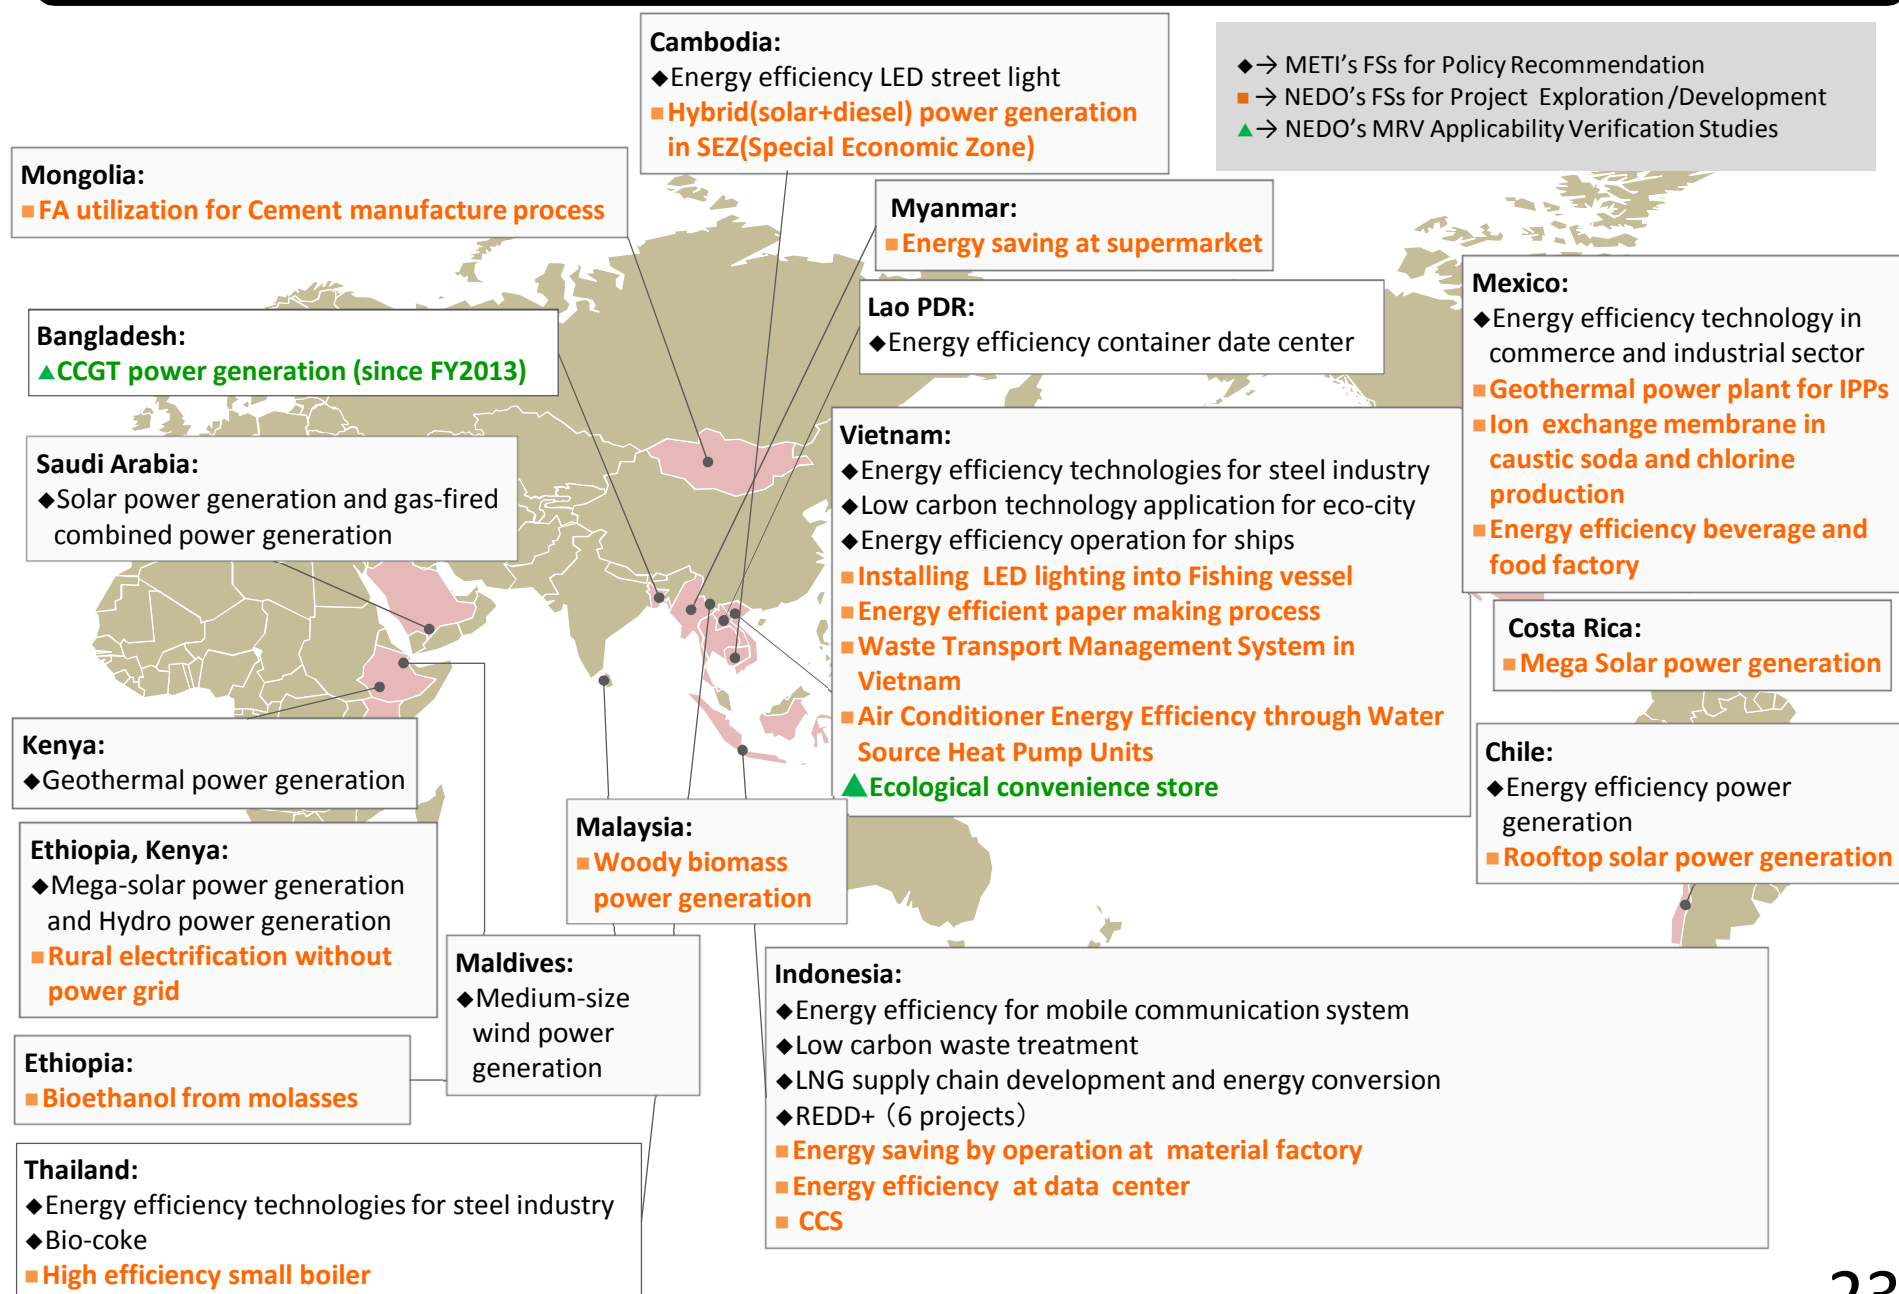 Cambodia:
◆Energy efficiency LED street light
■Hybrid(solar+diesel) power generation
in SEZ(Special Economic Zone)
◆→ METI's FSs for Policy Recommendation
■→ NEDO's FSs for Project Exploration/Development
▲→ NEDO's MRV Applicability Verification Studies
Mongolia:
■FA utilization for Cement manufacture process
Myanmar:
■Energy saving at supermarket
Bangladesh:
▲CCGT power generation (since FY2013)
Lao PDR:
◆Energy efficiency container date center
Mexico:
◆Energy efficiency technology in
commerce and industrial sector
■Geothermal power plant for IPPs
■Ion exchange membrane in
caustic soda and chlorine
production
■Energy efficiency beverage and
food factory
Saudi Arabia:
◆Solar power generation and gas-fired
combined power generation
Vietnam:
◆Energy efficiency technologies for steel industry
◆Low carbon technology application for eco-city
◆Energy efficiency operation for ships
■Installing LED lighting into Fishing vessel
■Energy efficient paper making process
■Waste Transport Management System in
Vietnam
■Air Conditioner Energy Efficiency through Water
Source Heat Pump Units
▲Ecological convenience store
Costa Rica:
■Mega Solar power generation
Kenya:
◆Geothermal power generation
Chile:
◆Energy efficiency power
generation
■Rooftop solar power generation
Malaysia:
■Woody biomass
power generation
Ethiopia, Kenya:
◆Mega-solar power generation
and Hydro power generation
■Rural electrification without
power grid
Maldives:
◆Medium-size
wind power
generation
Indonesia:
◆Energy efficiency for mobile communication system
◆Low carbon waste treatment
◆LNG supply chain development and energy conversion
◆REDD+（6 projects）
■Energy saving by operation at material factory
■Energy efficiency at data center
■ CCS
Ethiopia:
■Bioethanol from molasses
Thailand:
◆Energy efficiency technologies for steel industry
◆Bio-coke
■High efficiency small boiler
23